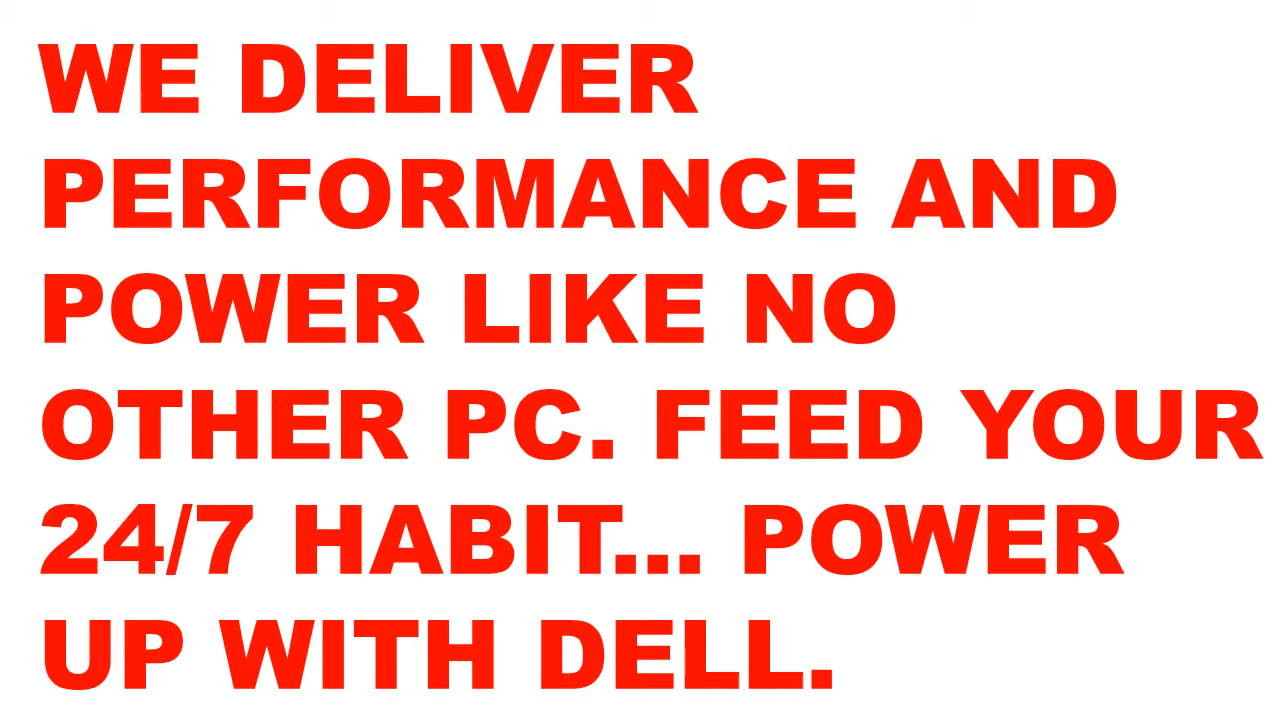 WE DELIVER
PERFORMANCE AND
POWER LIKE NO
OTHER PC. FEED YOUR
24/7 HABIT... POWER
UP WITH DELL.